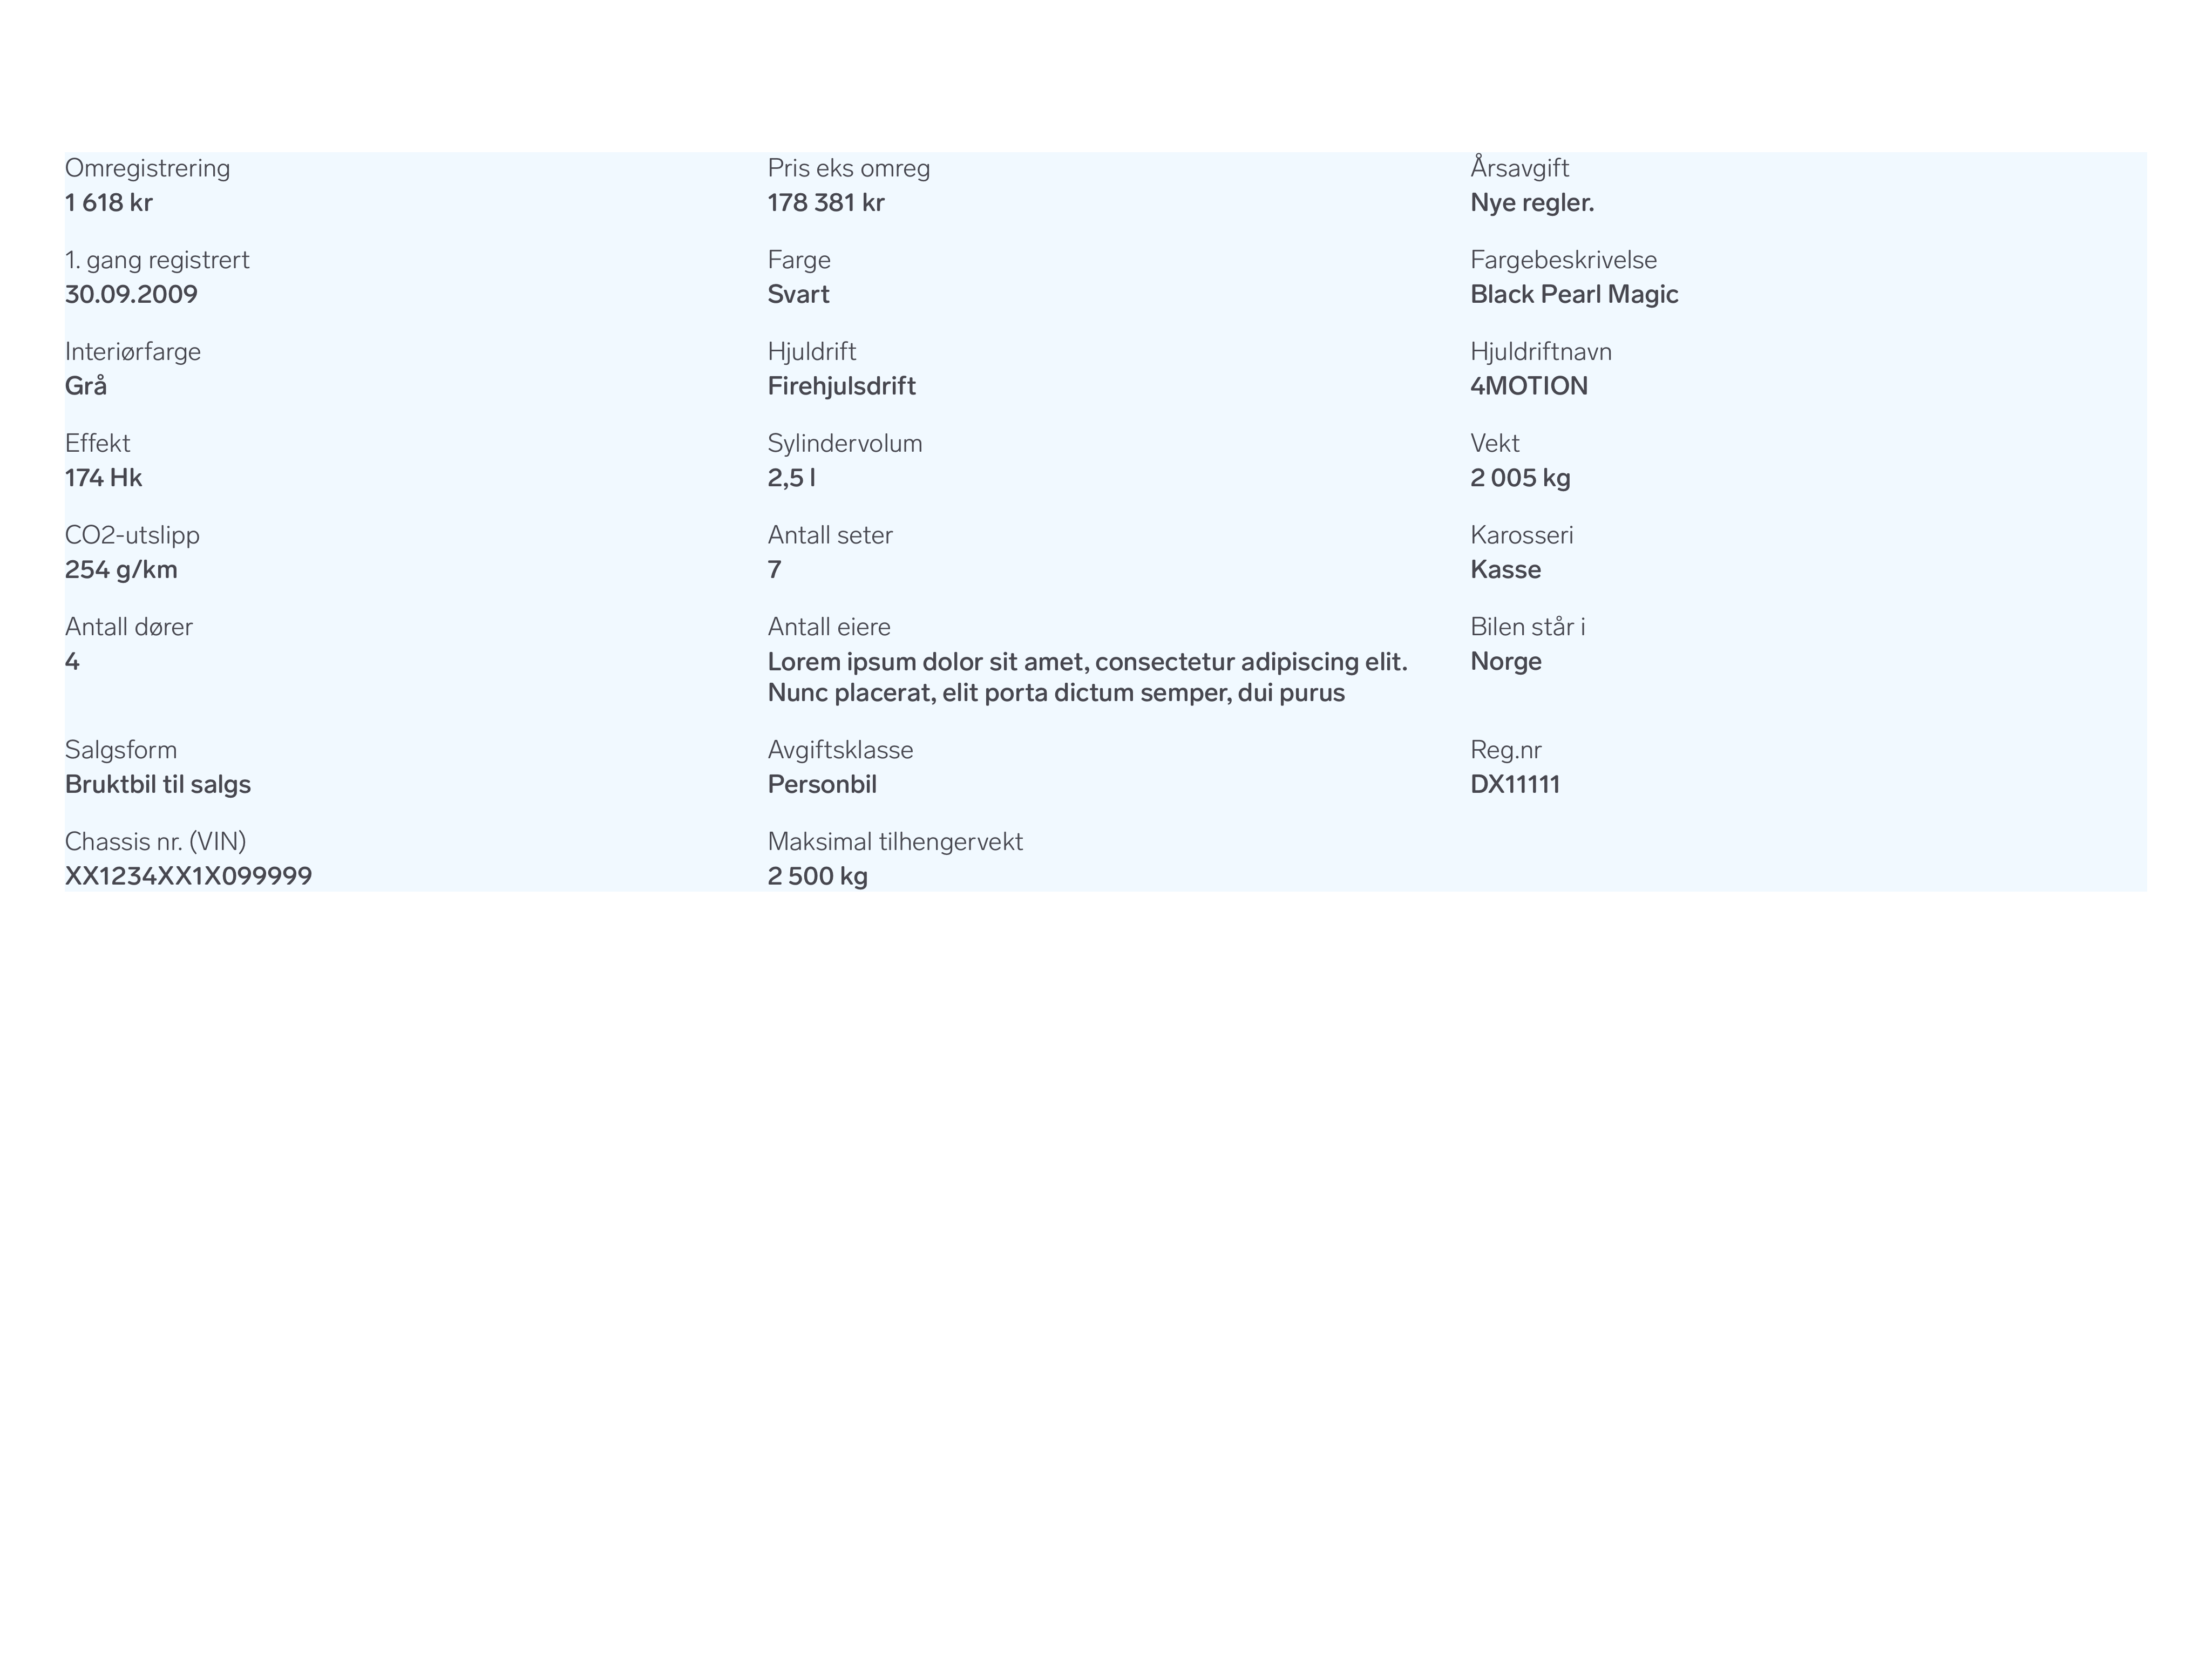 Omregistrering
1 618 kr
Pris eks omreg
178 381 kr
Årsavgift
Nye regler.
1. gang registrert
30.09.2009
Farge
Svart
Fargebeskrivelse
Black Pearl Magic
Interiørfarge
Grå
Hjuldrift
Firehjulsdrift
Hjuldriftnavn
4MOTION
Effekt
174 Hk
Sylindervolum
2,5 l
Vekt
2 005 kg
CO2-utslipp
254 g/km
Antall seter
7
Karosseri
Kasse
Antall dører
4
Antall eiere
Lorem ipsum dolor sit amet, consectetur adipiscing elit.
Nunc placerat, elit porta dictum semper, dui purus
Bilen står i
Norge
Salgsform
Bruktbil til salgs
Avgiftsklasse
Personbil
Reg.nr
DX11111
Chassis nr. (VIN)
XX1234XX1X099999
Maksimal tilhengervekt
2 500 kg